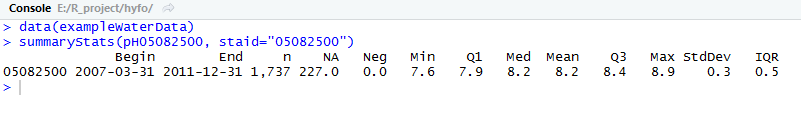 Console E:/R_project/hyfo/
> data(exampleWaterData)
> summaryStats(pH05082500, staid="05082500")
Begin End n NA Neg Min Q1 Med Mean Q3 Max StdDev IQR
05082500 2007-03-31 2011-12-31 1,737 227.0 0.0 7.6 7.9 8.2 8.2 8.4 8.9 0.3 0.5
>